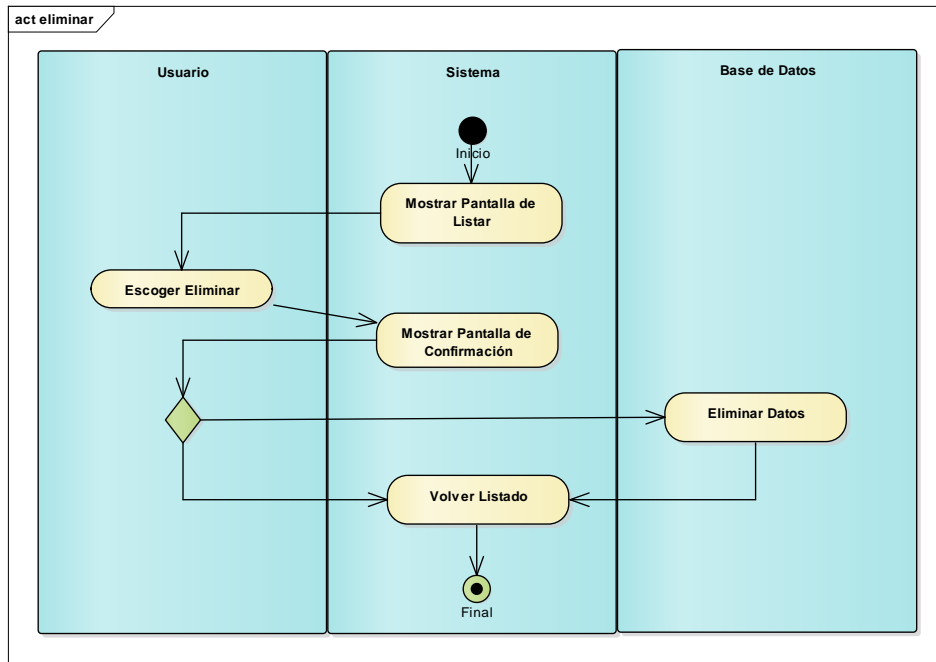 act eliminar
Usuario
Sistema
Base de Datos
Inicio
Mostrar Pantalla de
Listar
Escoger Eliminar
Mostrar Pantalla de
Confirmación
Eliminar Datos
Volver Listado
Final